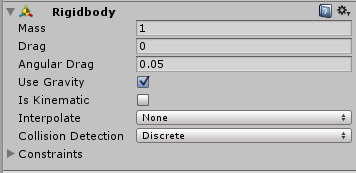 Rigidbody
Mass 1
Drag 0
Angular Drag 0.05
Use Gravity
Is Kinematic
Interpolate None
Collision Detection Discrete
Constraints